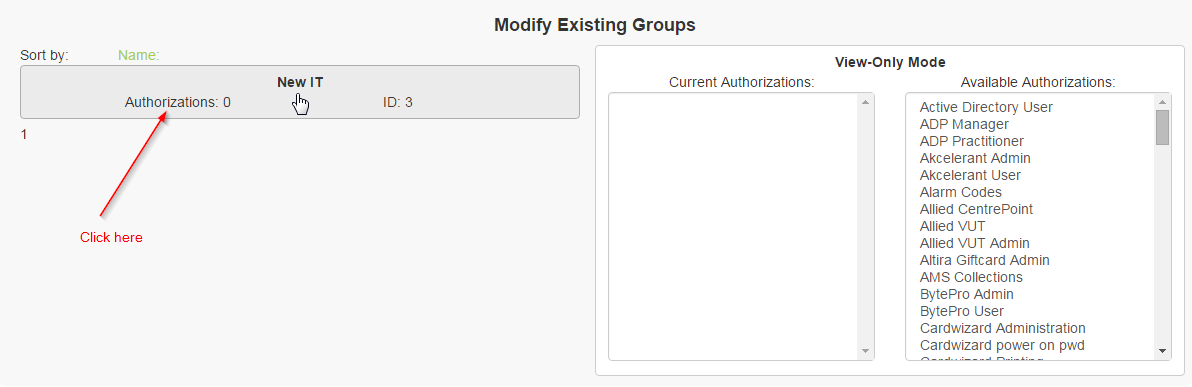 Modify Existing Groups
Sort by: Name:
New IT
Authorizations: 0 ID: 3
1
Click here
View-Only Mode
Current Authorizations: Available Authorizations:
Active Directory User
ADP Manager
ADP Practitioner
Akcelerant Admin
Akcelerant User
Alarm Codes
Allied CentrePoint
Allied VUT
Allied VUT Admin
Altira Giftcard Admin
AMS Collections
BytePro Admin
BytePro User
Cardwizard Administration
Cardwizard power on pwd
Cardwizard Printing